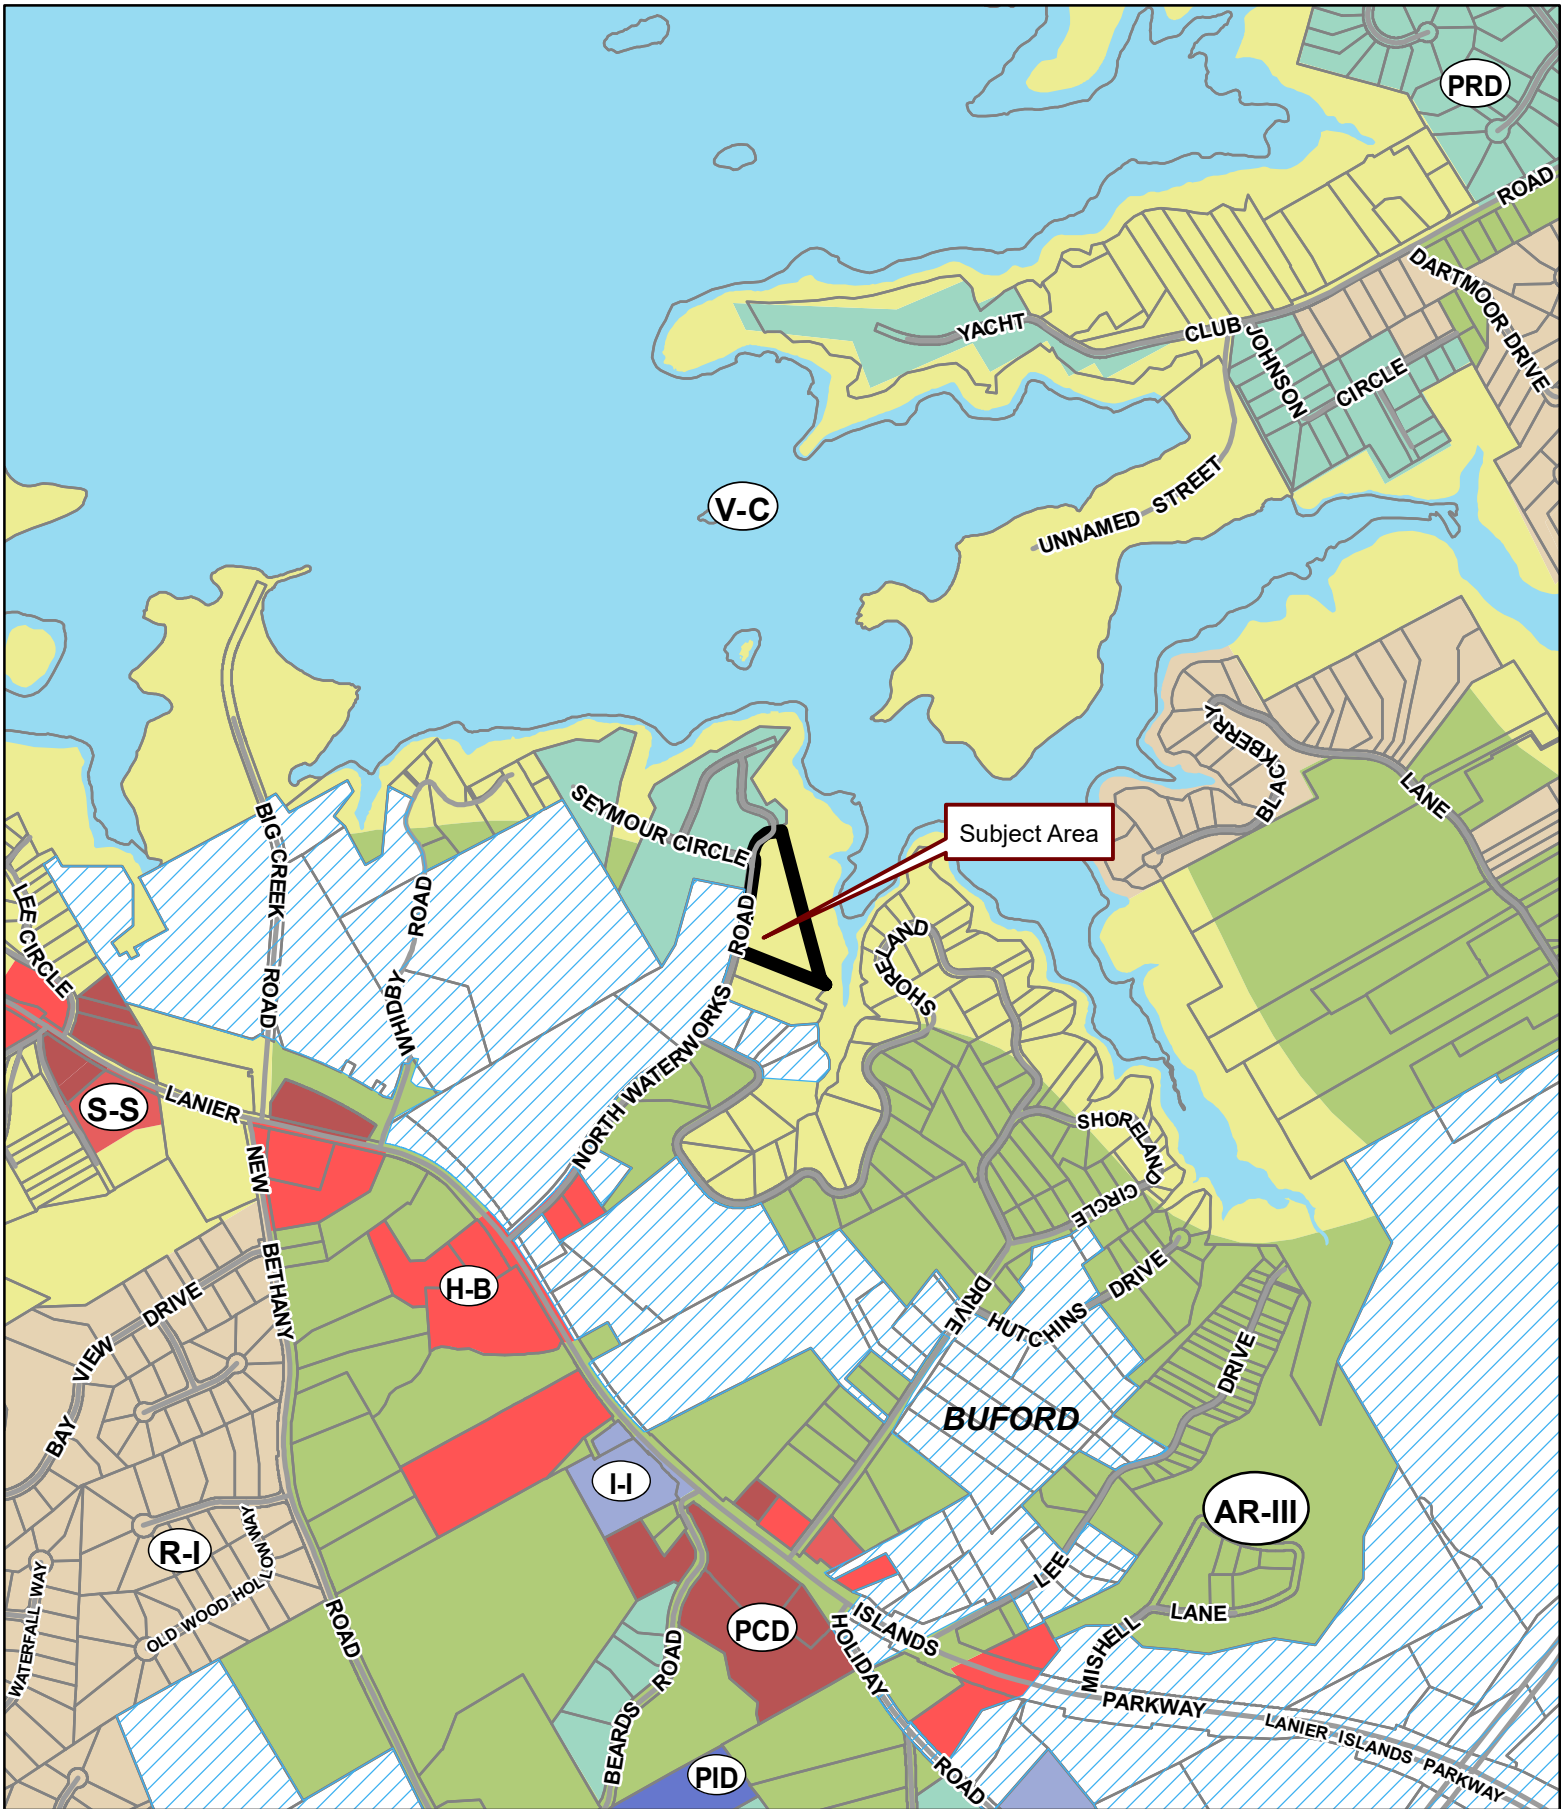 PRD
ROAD
DARTMOOR DRIVE
YACHT
CLUB
JOHNSON
CIRCLE
UNNAMED STREET
V-C
BLACKBERRY
LANE
SEYMOUR CIRCLE
Subject Area
BIG CREEK
ROAD
ROAD
WHIDBY
ROAD
NORTH WATERWORKS
SHORELAND
LEE CIRCLE
S-S
LANIER
NEW
BETHANY
ROAD
SHORELAND
CIRCLE
DRIVE
HUTCHINS
DRIVE
DRIVE
H-B
BAY
VIEW
DRIVE
BUFORD
I-I
AR-III
R-I
HOLLOW WAY
OLD WOOD
WATERFALL WAY
LEE
LANE
MISHELL
PCD
ISLANDS
HOLIDAY
ROAD
BEARDS
ROAD
PARKWAY
LANIER ISLANDS PARKWAY
PID